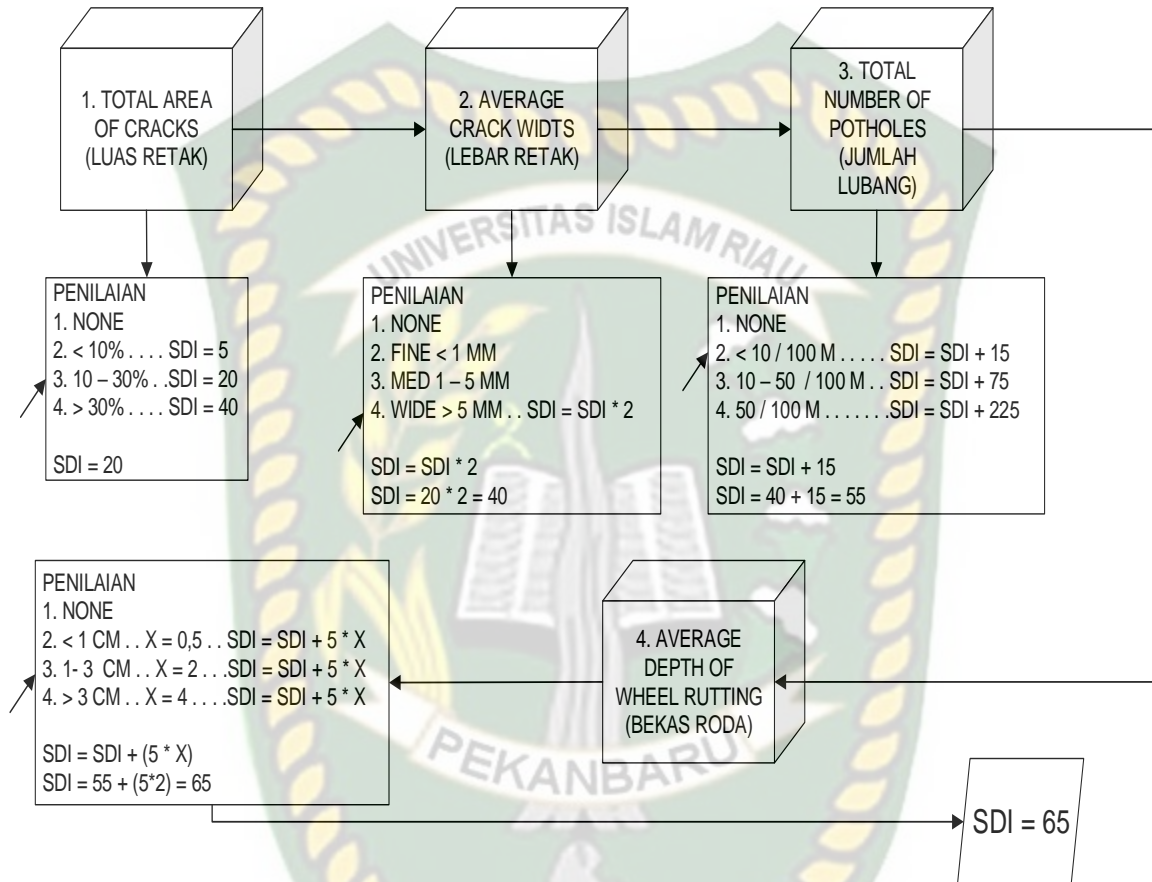 1. TOTAL AREA
OF CRACKS
(LUAS RETAK)
2. AVERAGE
CRACK WIDTS
(LEBAR RETAK)
3. TOTAL
NUMBER OF
POTHOLES
(JUMLAH
LUBANG)
UNIVERSITAS ISLAM RIAU
PENILAIAN
1. NONE
2. < 10% . . . . SDI = 5
3. 10 – 30% . .SDI = 20
4. > 30% . . . . SDI = 40
SDI = 20
PENILAIAN
1. NONE
2. FINE < 1 MM
3. MED 1 – 5 MM
4. WIDE > 5 MM . . SDI = SDI * 2
SDI = SDI * 2
SDI = 20 * 2 = 40
PENILAIAN
1. NONE
2. < 10 / 100 M . . . . . SDI = SDI + 15
3. 10 – 50 / 100 M . . SDI = SDI + 75
4. 50 / 100 M . . . . . . .SDI = SDI + 225
SDI = SDI + 15
SDI = 40 + 15 = 55
PENILAIAN
1. NONE
2. < 1 CM . . X = 0,5 . . SDI = SDI + 5 * X
3. 1- 3 CM . . X = 2 . . .SDI = SDI + 5 * X
4. > 3 CM . . X = 4 . . . .SDI = SDI + 5 * X
SDI = SDI + (5 * X)
SDI = 55 + (5*2) = 65
4. AVERAGE
DEPTH OF
WHEEL RUTTING
(BEKAS RODA)
PEKANBARU
SDI = 65